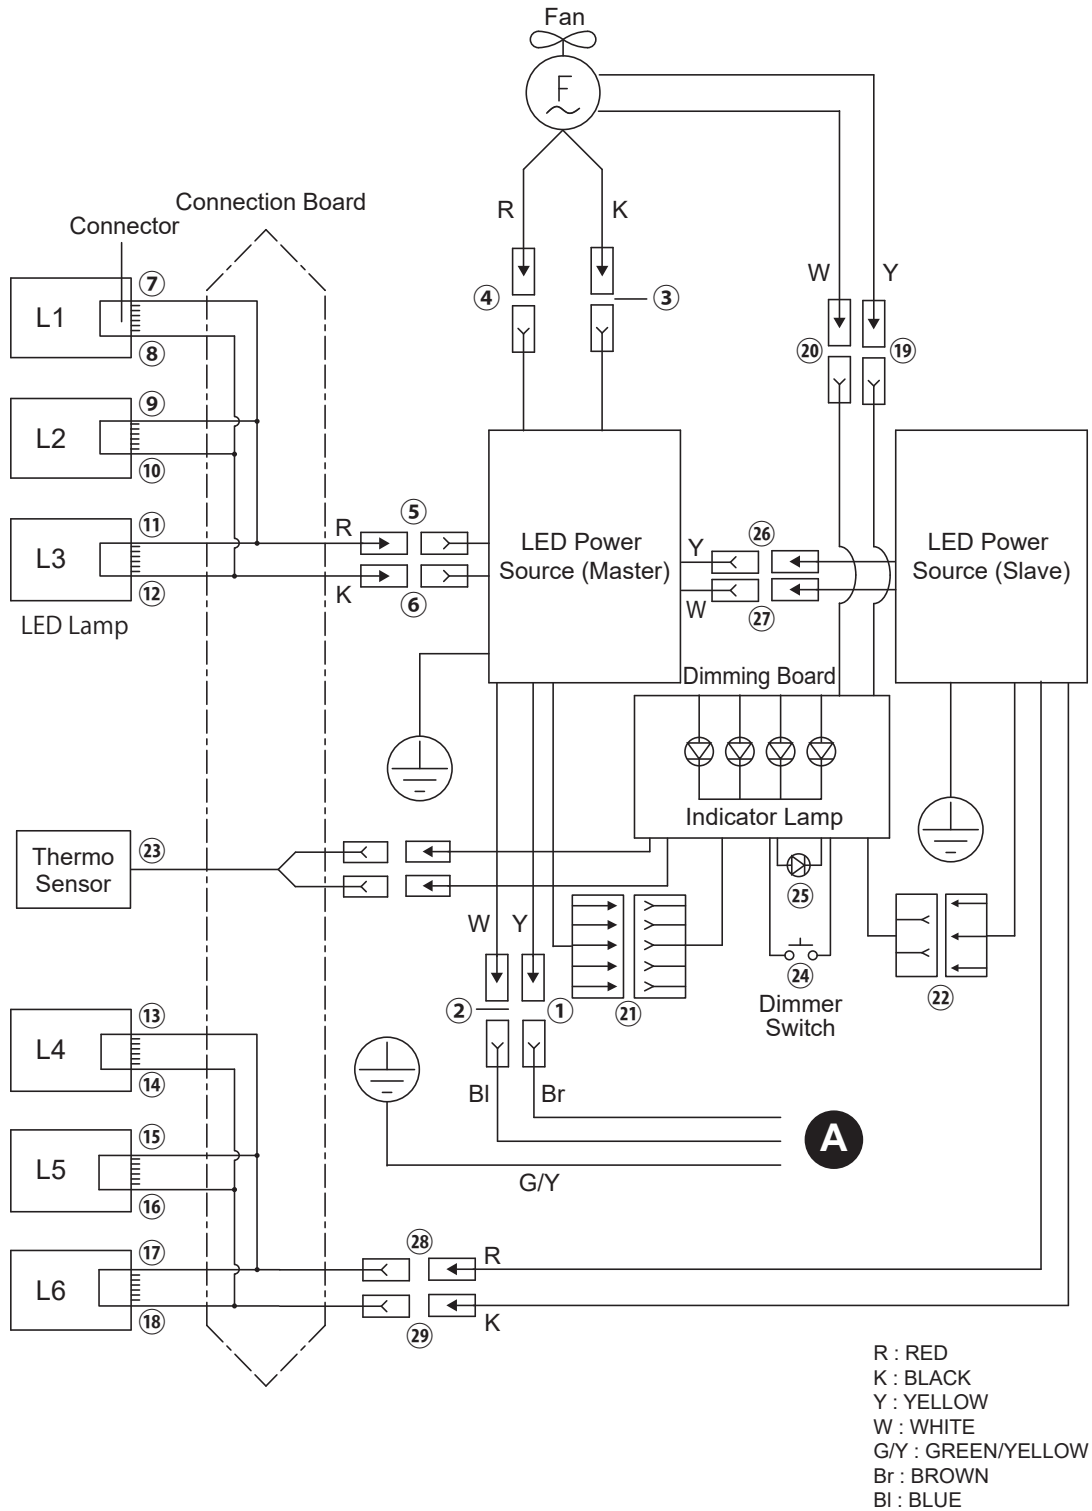 Fan
F
Connection Board
Connector
R
K
W
Y
④
③
⑳
⑲
L1
⑦
⑧
L2
⑨
⑩
L3
⑪
⑫
LED Lamp
R
⑤
K
⑥
LED Power
Source (Master)
Y
㉖
W
㉗
LED Power
Source (Slave)
Dimming Board
Indicator Lamp
Thermo
Sensor
㉓
W
Y
②
①
㉑
㉕
㉔
Dimmer
Switch
㉒
L4
⑬
⑭
Bl
Br
A
G/Y
L5
⑮
⑯
L6
⑰
⑱
㉘
R
㉙
K
R : RED
K : BLACK
Y : YELLOW
W : WHITE
G/Y : GREEN/YELLOW
Br : BROWN
Bl : BLUE